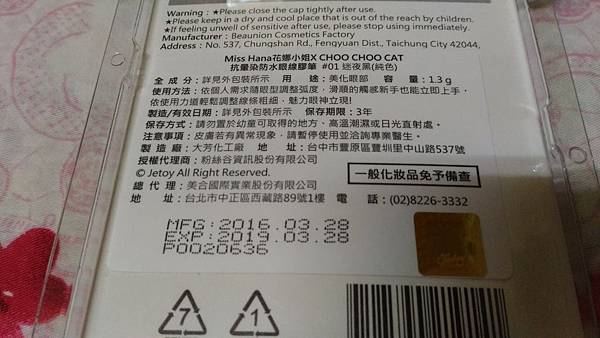 Warning：★Please close the cap tightly after use.
★Please keep in a dry and cool place that is out of the reach by children.
★If feeling unwell of sensitive after use, please stop using immediately.
Manufacturer：Beaunion Cosmetics Factory
Address：No. 537, Chungshan Rd., Fengyuan Dist., Taichung City 42044,
Miss Hana花娜小姐X CHOO CHOO CAT
抗暈染防水眼線膠筆 #01 迷夜黑(純色)
全 成 分：詳見外包裝所示 用 途：美化眼部 容 量：1.3 g
使用方法：依個人需求隨眼型調整弧度，滑順的觸感新手也能立即上手，
依使用力道輕鬆調整線條粗細，魅力眼神立現!
製造/有效日期：詳見外包裝所示 保存期限：3年
保存方式：請勿置於幼童可取得的地方、高溫潮濕或日光直射處。
注意事項：皮膚若有異常現象，請暫停使用並洽詢專業醫生。
製 造 廠：大芳化工廠 地 址：台中市豐原區豐圳里中山路537號
授權代理商：粉絲谷資訊股份有限公司
© Jetoy All Right Reserved.
一般化妝品免予備查
總 代 理：美合國際實業股份有限公司
地 址：台北市中正區西藏路89號1樓 電 話：(02)8226-3332
MFG: 2016.03.28
EXP: 2019.03.28
P0020636
7
1